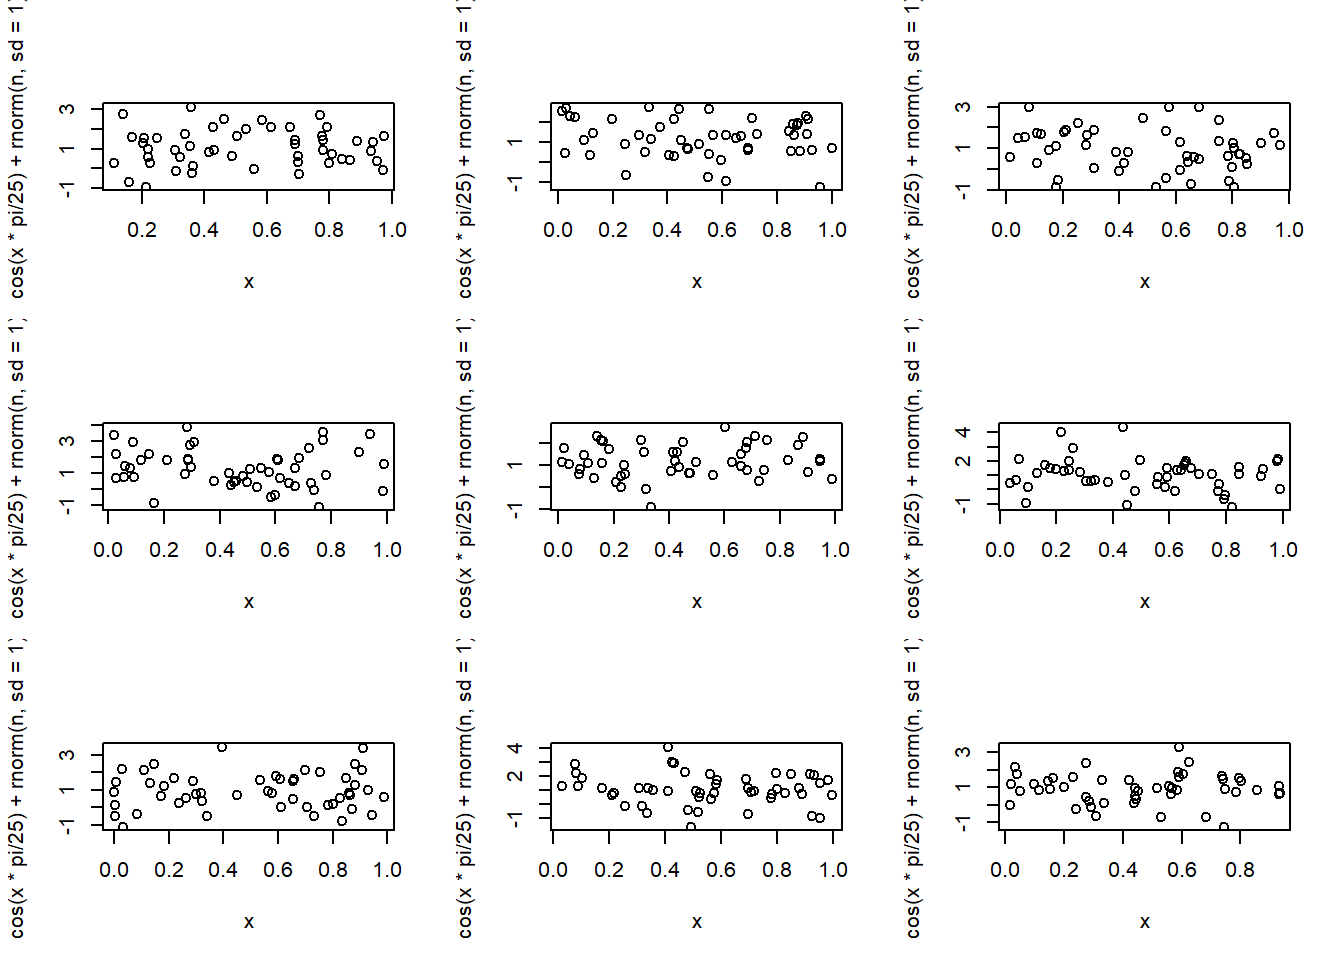 cos(x * pi/25) + rnorm(n, sd = 1)
3
1
-1
0.2 0.4 0.6 0.8 1.0
x
cos(x * pi/25) + rnorm(n, sd = 1)
1
-1
0.0 0.2 0.4 0.6 0.8 1.0
x
cos(x * pi/25) + rnorm(n, sd = 1)
3
1
-1
0.0 0.2 0.4 0.6 0.8 1.0
x
cos(x * pi/25) + rnorm(n, sd = 1)
3
1
-1
0.0 0.2 0.4 0.6 0.8 1.0
x
cos(x * pi/25) + rnorm(n, sd = 1)
1
-1
0.0 0.2 0.4 0.6 0.8 1.0
x
cos(x * pi/25) + rnorm(n, sd = 1)
4
2
-1
0.0 0.2 0.4 0.6 0.8 1.0
x
cos(x * pi/25) + rnorm(n, sd = 1)
3
1
-1
0.0 0.2 0.4 0.6 0.8 1.0
x
cos(x * pi/25) + rnorm(n, sd = 1)
4
2
-1
0.0 0.2 0.4 0.6 0.8 1.0
x
cos(x * pi/25) + rnorm(n, sd = 1)
3
1
-1
0.0 0.2 0.4 0.6 0.8
x